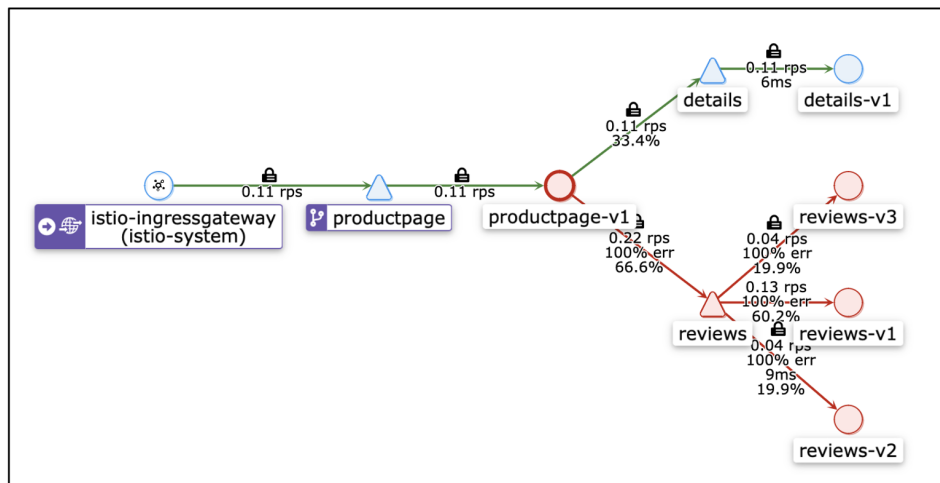 0.11 rps
6ms
details
details-v1
0.11 rps
33.4%
0.11 rps
0.11 rps
istio-ingressgateway
(istio-system)
productpage
productpage-v1
reviews-v3
0.22 rps
100% err
66.6%
0.04 rps
100% err
19.9%
0.13 rps
100% err
60.2%
reviews
reviews-v1
0.04 rps
100% err
9ms
19.9%
reviews-v2